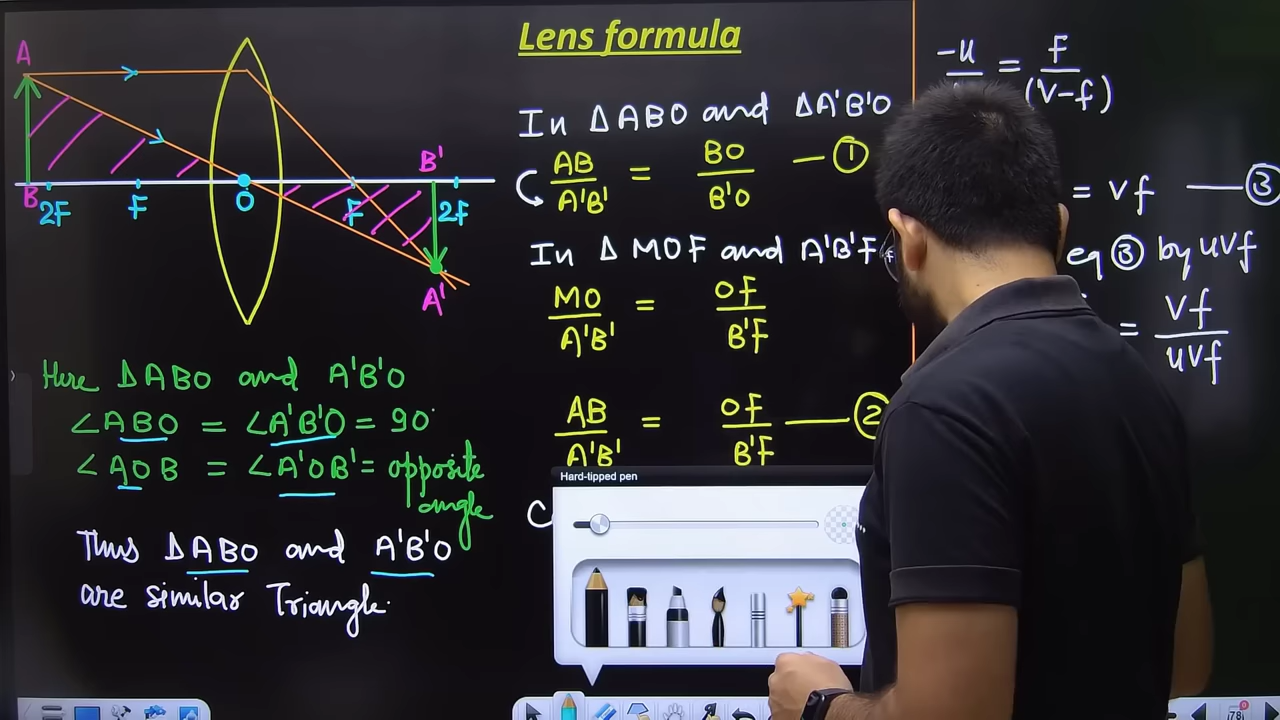 Lens formula
A
B
2F
F
O
F
B'
2F
A'
Here ΔABO and A'B'O
∠ABO = ∠A'B'O = 90°
∠AOB = ∠A'OB' = opposite angle
Thus ΔABO and A'B'O
are similar Triangle.
In ΔABO and ΔA'B'O
AB/A'B' = BO/B'O — ①
In Δ MOF and A'B'F
MO/A'B' = OF/B'F
AB/A'B' = OF/B'F — ②
Hard-tipped pen
-u = F/(v-f)
= vf — ③
eq ③ by uvf
= vf/uvf
78